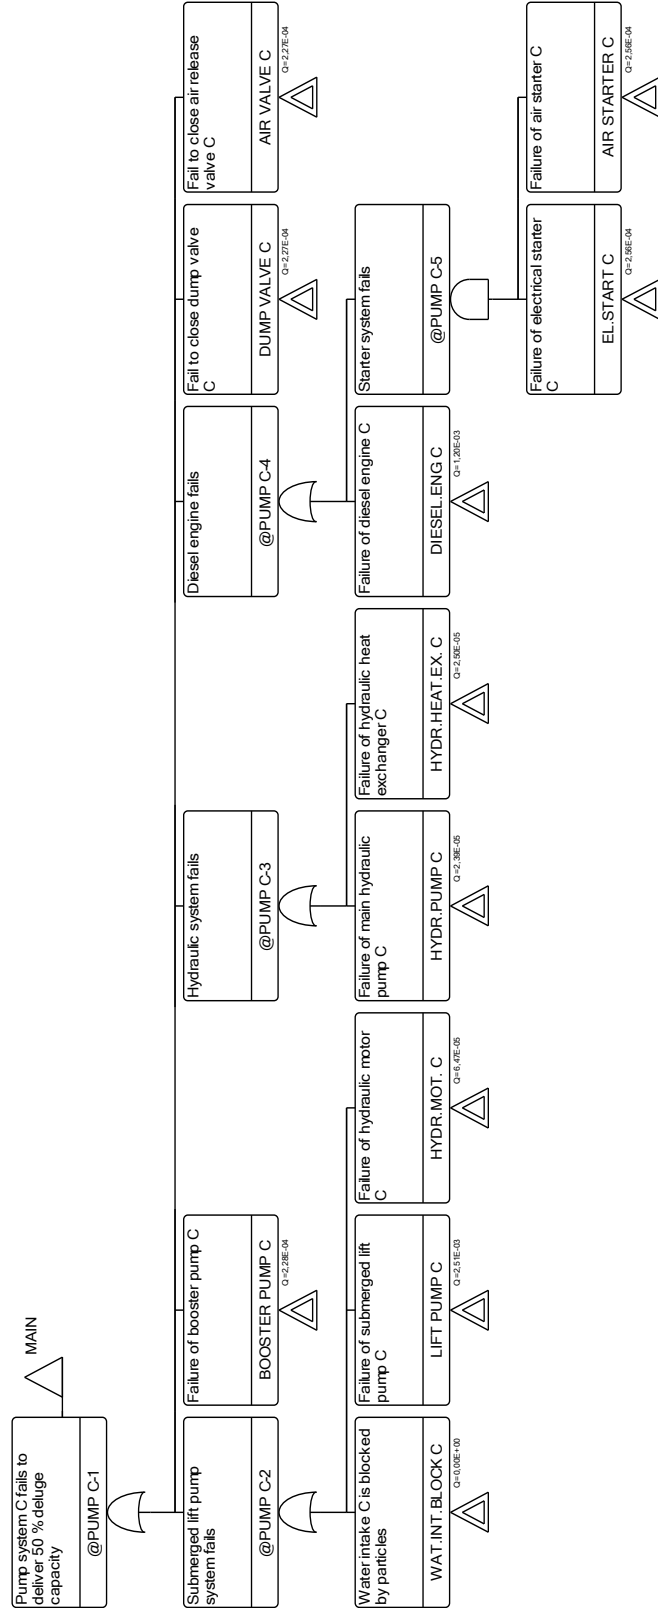 Pump system C fails to
deliver 50 % deluge
capacity
@PUMP C-1
MAIN
Submerged lift pump
system fails
@PUMP C-2
Failure of booster pump C
BOOSTER PUMP C
Q=2,28E-04
Hydraulic system fails
@PUMP C-3
Diesel engine fails
@PUMP C-4
Fail to close dump valve
C
DUMP VALVE C
Q=2,27E-04
Fail to close air release
valve C
AIR VALVE C
Q=2,27E-04
Water intake C is blocked
by particles
WAT.INT.BLOCK C
Q=0,00E+00
Failure of submerged lift
pump C
LIFT PUMP C
Q=2,51E-03
Failure of hydraulic motor
C
HYDR.MOT. C
Q=6,47E-05
Failure of main hydraulic
pump C
HYDR.PUMP C
Q=2,39E-05
Failure of hydraulic heat
exchanger C
HYDR.HEAT.EX. C
Q=2,50E-05
Failure of diesel engine C
DIESEL.ENG C
Q=1,20E-03
Starter system fails
@PUMP C-5
Failure of electrical starter
C
EL.START C
Q=2,56E-04
Failure of air starter C
AIR STARTER C
Q=2,56E-04